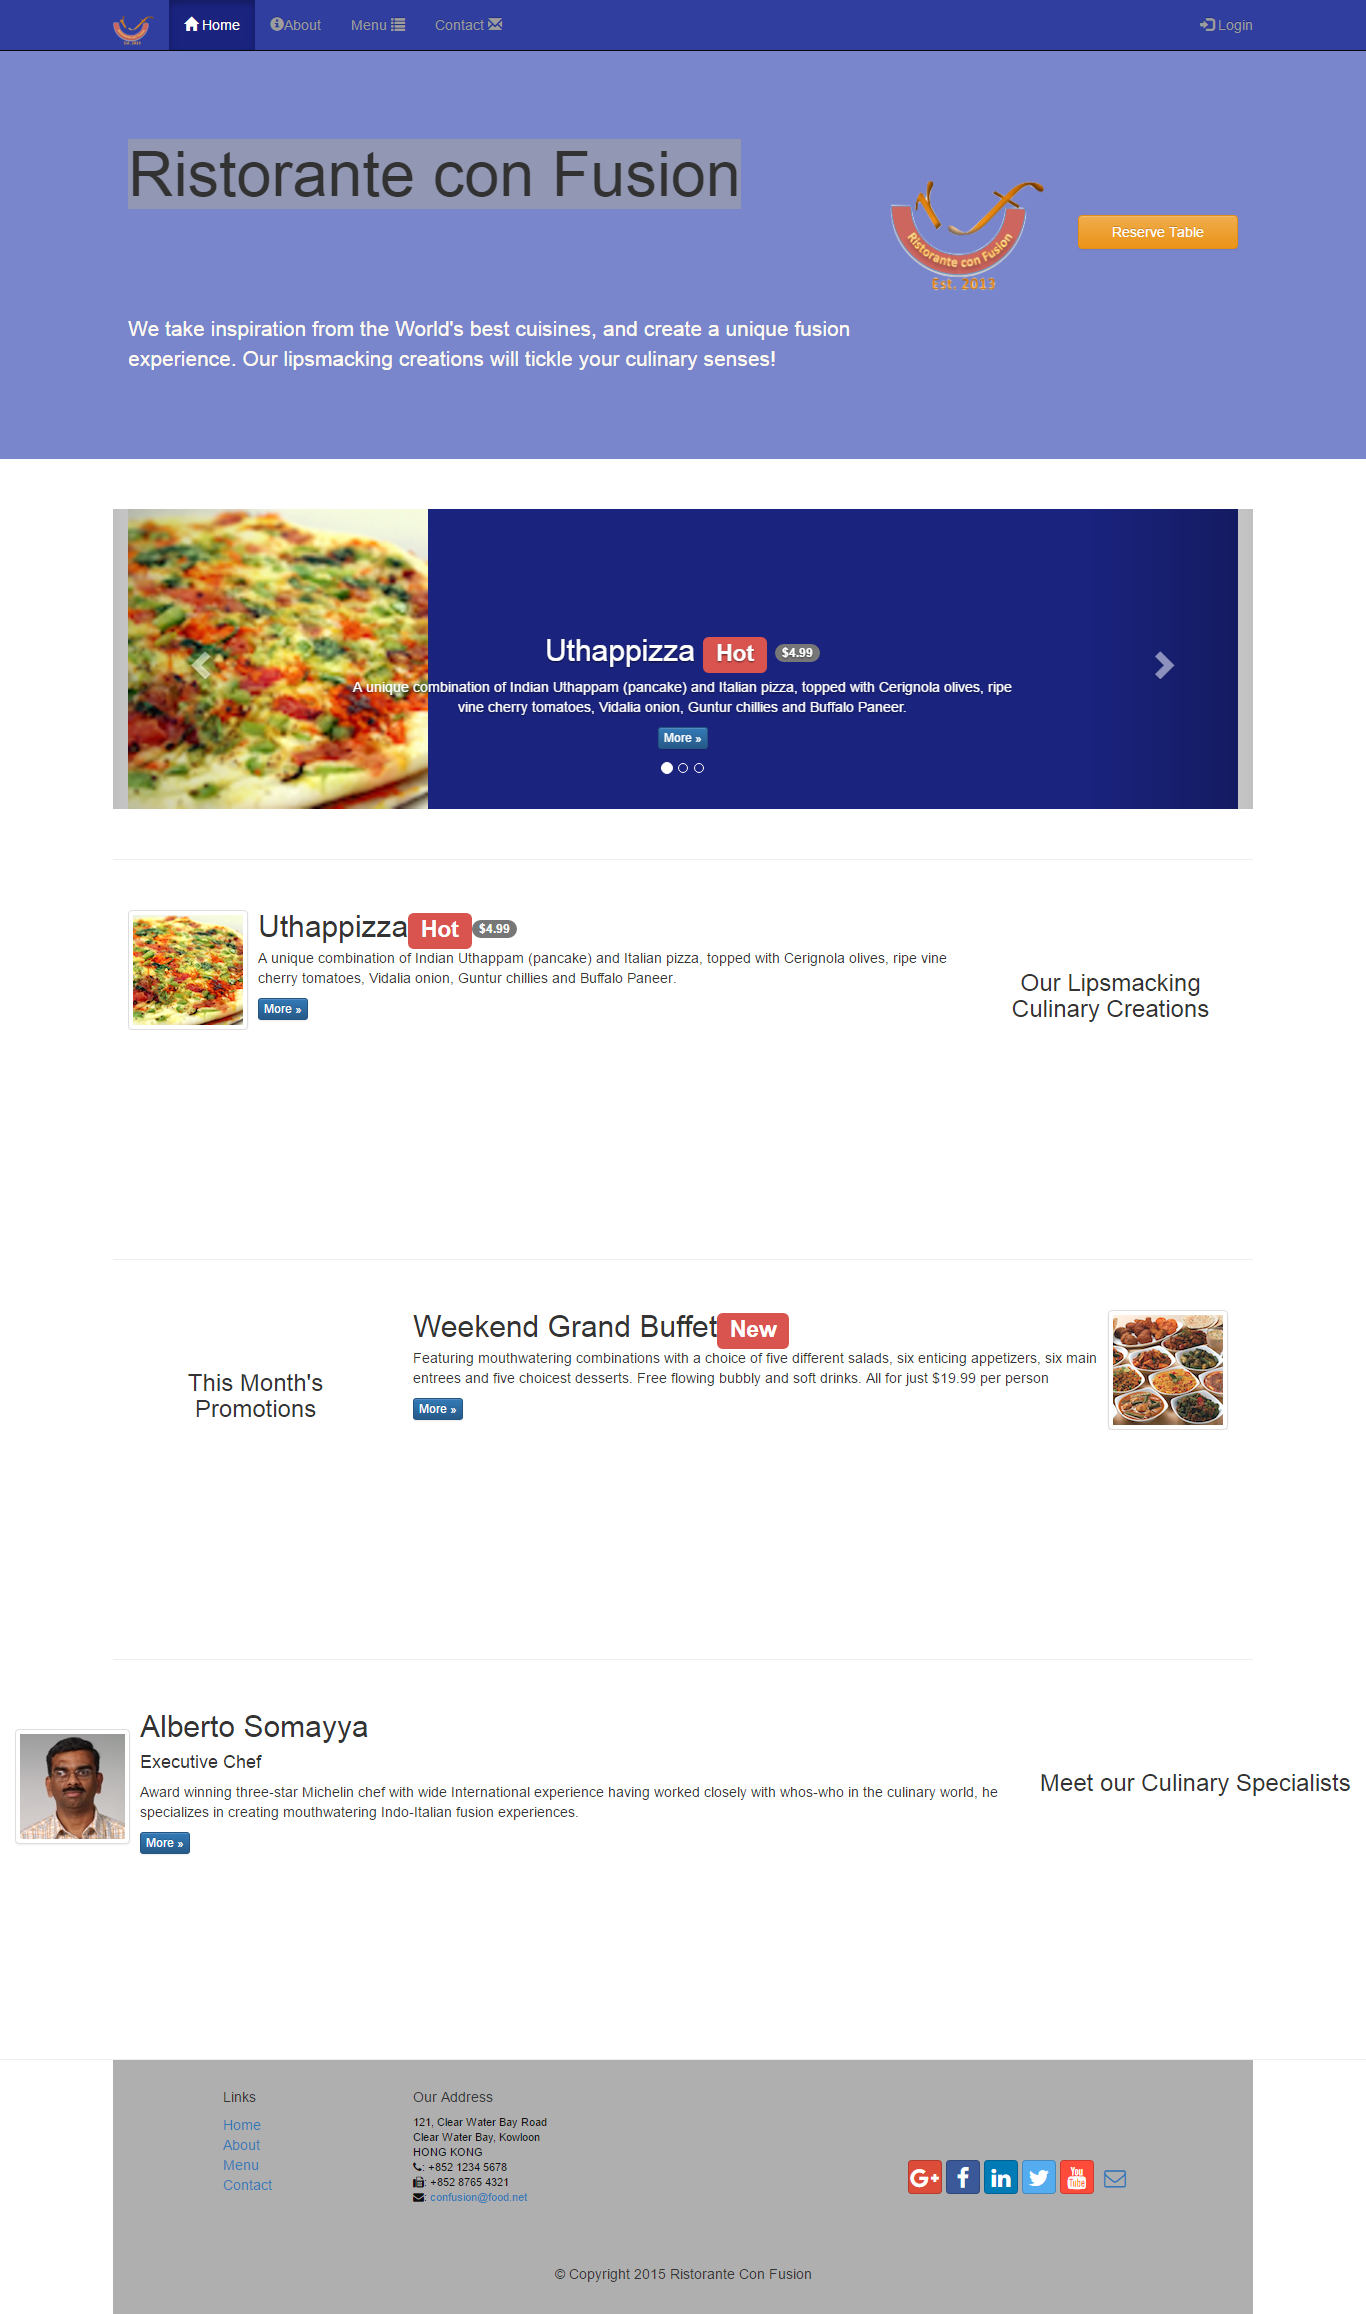 Home About Menu Contact Login
Ristorante con Fusion
Ristorante con Fusion
Est. 2015
Reserve Table
We take inspiration from the World's best cuisines, and create a unique fusion
experience. Our lipsmacking creations will tickle your culinary senses!
Uthappizza Hot $4.99
A unique combination of Indian Uthappam (pancake) and Italian pizza, topped with Cerignola olives, ripe
vine cherry tomatoes, Vidalia onion, Guntur chillies and Buffalo Paneer.
More »
Uthappizza Hot $4.99
A unique combination of Indian Uthappam (pancake) and Italian pizza, topped with Cerignola olives, ripe vine
cherry tomatoes, Vidalia onion, Guntur chillies and Buffalo Paneer.
More »
Our Lipsmacking
Culinary Creations
This Month's
Promotions
Weekend Grand Buffet New
Featuring mouthwatering combinations with a choice of five different salads, six enticing appetizers, six main
entrees and five choicest desserts. Free flowing bubbly and soft drinks. All for just $19.99 per person
More »
Alberto Somayya
Executive Chef
Award winning three-star Michelin chef with wide International experience having worked closely with whos-who in the culinary world, he
specializes in creating mouthwatering Indo-Italian fusion experiences.
More »
Meet our Culinary Specialists
Links
Home
About
Menu
Contact
Our Address
121, Clear Water Bay Road
Clear Water Bay, Kowloon
HONG KONG
: +852 1234 5678
: +852 8765 4321
: confusion@food.net
G+ f in You Tube
© Copyright 2015 Ristorante Con Fusion